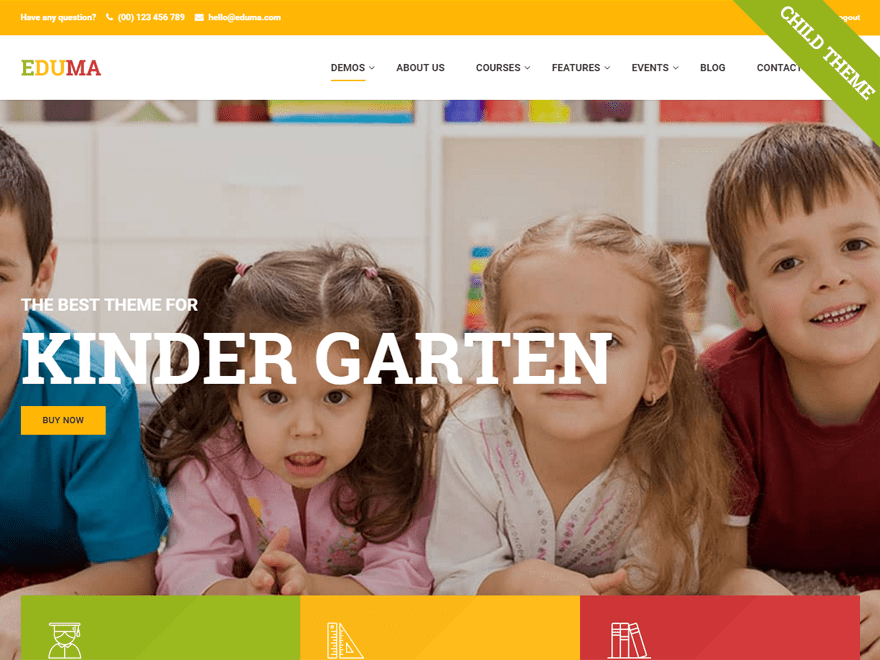 Have any question? (00) 123 456 789 hello@eduma.com
CHILD THEME
EDUMA
DEMOS ABOUT US COURSES FEATURES EVENTS BLOG CONTACT
THE BEST THEME FOR
KINDER GARTEN
BUY NOW